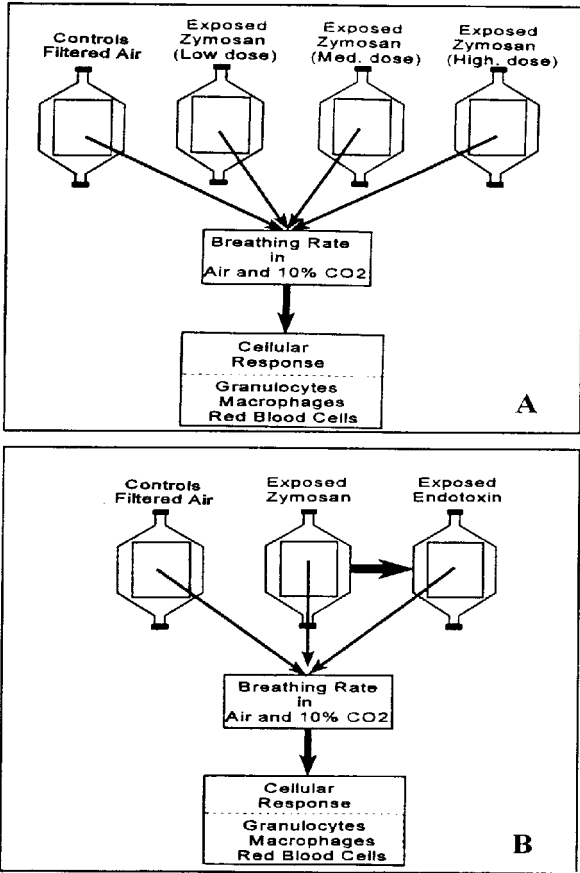 Controls
Filtered Air
Exposed
Zymosan
(Low dose)
Exposed
Zymosan
(Med. dose)
Exposed
Zymosan
(High. dose)
Breathing Rate
in
Air and 10% CO2
Cellular
Response
Granulocytes
Macrophages
Red Blood Cells
A
Controls
Filtered Air
Exposed
Zymosan
Exposed
Endotoxin
Breathing Rate
in
Air and 10% CO2
Cellular
Response
Granulocytes
Macrophages
Red Blood Cells
B